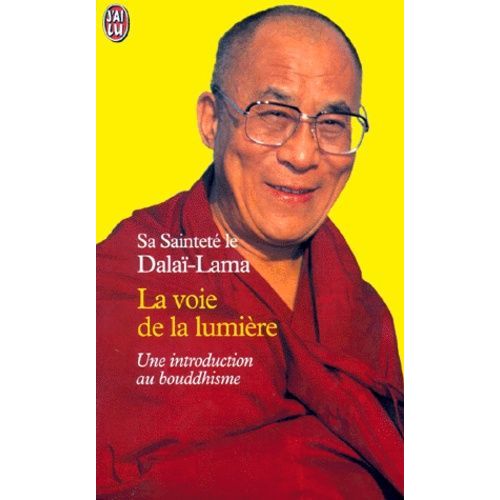 J'AI
LU
Sa Sainteté le
Dalaï-Lama
La voie
de la lumière
Une introduction
au bouddhisme